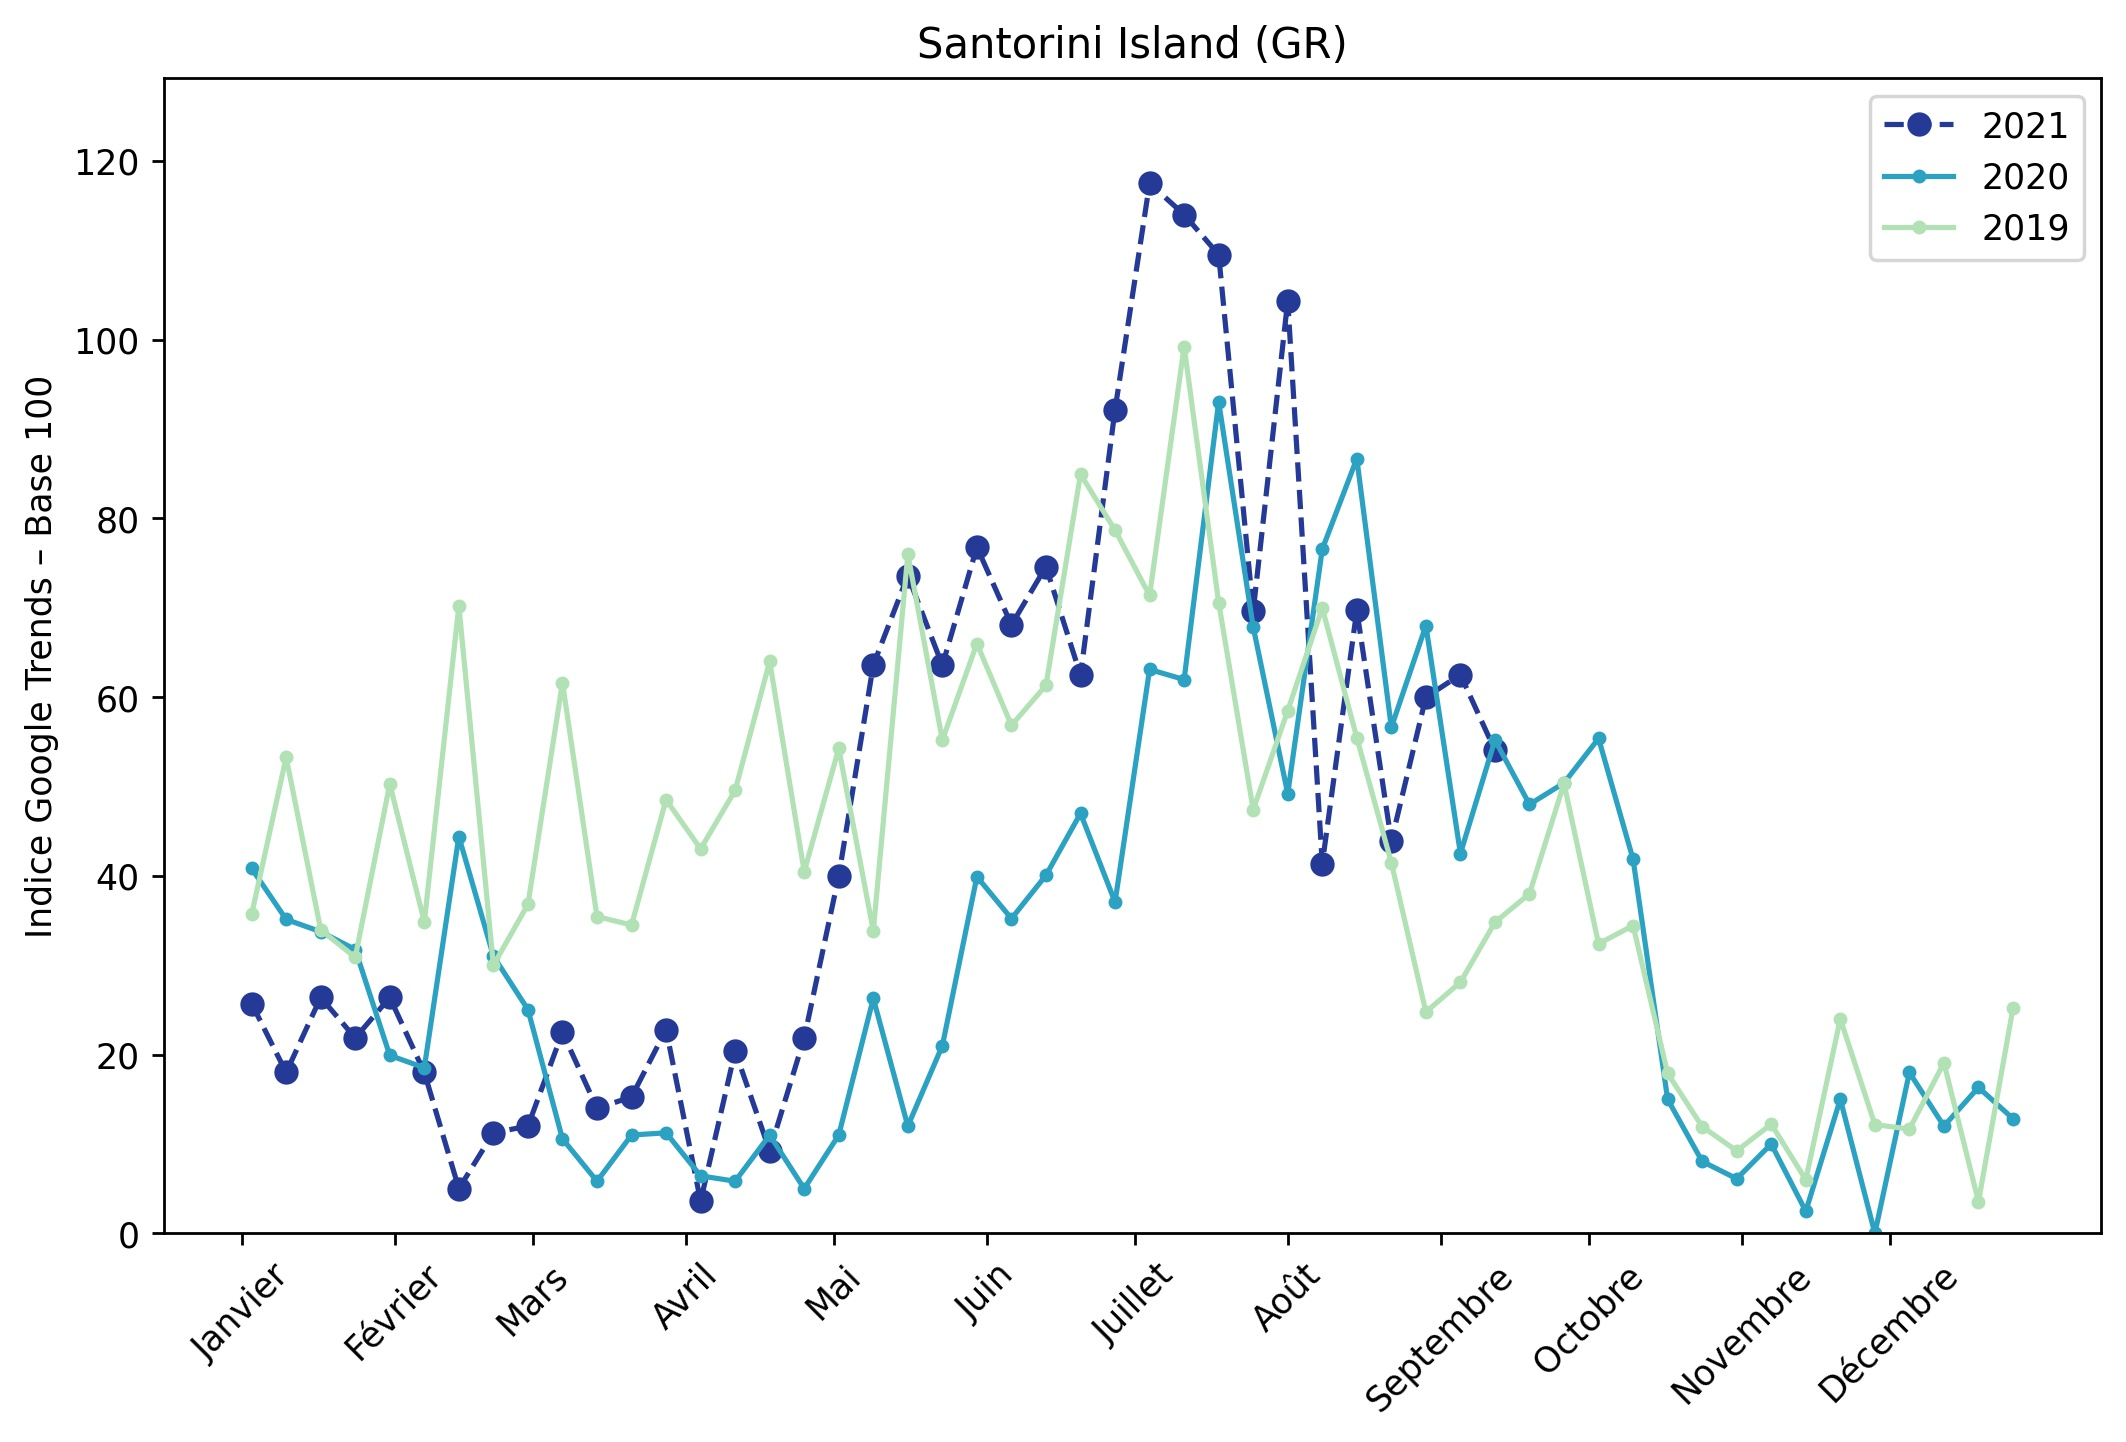 Santorini Island (GR)
Indice Google Trends – Base 100
120
100
80
60
40
20
0
2021
2020
2019
Janvier
Février
Mars
Avril
Mai
Juin
Juillet
Août
Septembre
Octobre
Novembre
Décembre